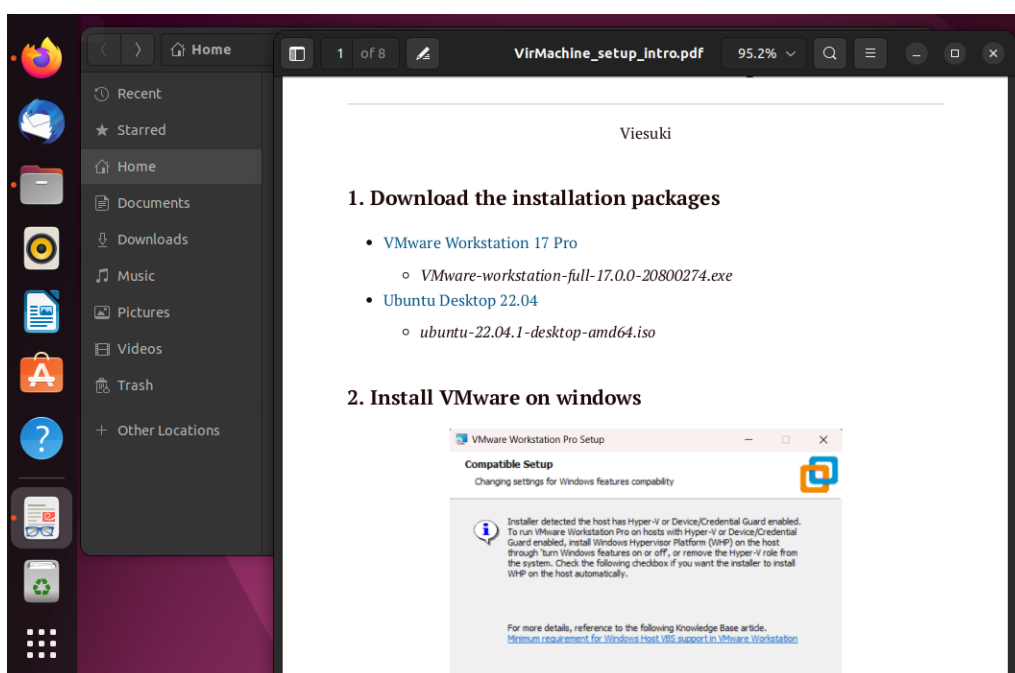 Home
Recent
Starred
Home
Documents
Downloads
Music
Pictures
Videos
Trash
Other Locations
1 of 8
VirMachine_setup_intro.pdf
95.2%
Viesuki
1. Download the installation packages
VMware Workstation 17 Pro
VMware-workstation-full-17.0.0-20800274.exe
Ubuntu Desktop 22.04
ubuntu-22.04.1-desktop-amd64.iso
2. Install VMware on windows
VMware Workstation Pro Setup
Compatible Setup
Changing settings for Windows features compability
Installer detected the host has Hyper-V or Device/Credential Guard enabled.
To run VMware Workstation Pro on hosts with Hyper-V or Device/Credential
Guard enabled, install Windows Hypervisor Platform (WHP) on the host
through 'turn Windows features on or off', or remove the Hyper-V role from
the system. Check the following checkbox if you want the installer to install
WHP on the host automatically.
For more details, reference to the following Knowledge Base article.
Minimum requirement for Windows Host VBS support in VMware Workstation